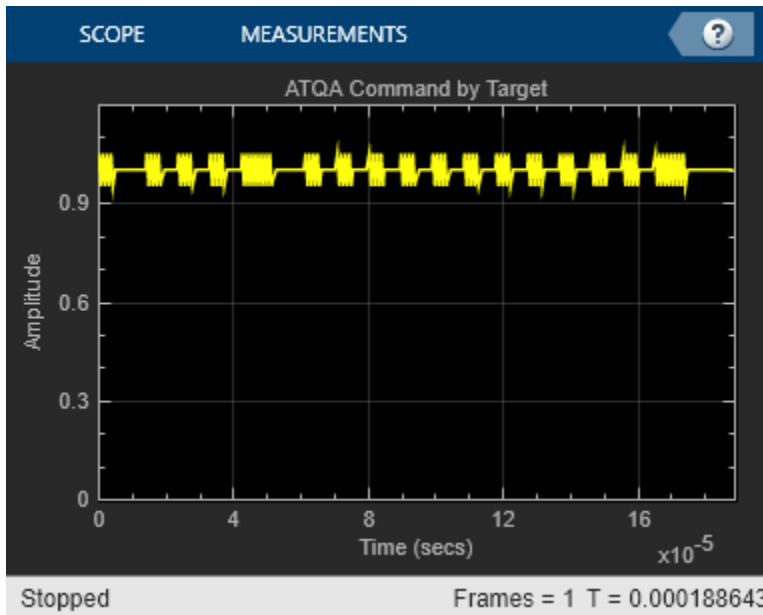 SCOPE MEASUREMENTS ?
ATQA Command by Target
Amplitude
0.9
0.6
0.3
0
0 4 8 12 16
Time (secs)
x10-5
Stopped Frames = 1 T = 0.000188643